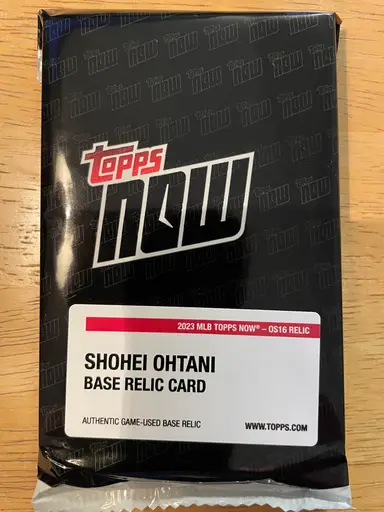 TOPPS
NOW
2023 MLB TOPPS NOW® – OS16 RELIC
SHOHEI OHTANI
BASE RELIC CARD
AUTHENTIC GAME-USED BASE RELIC
WWW.TOPPS.COM